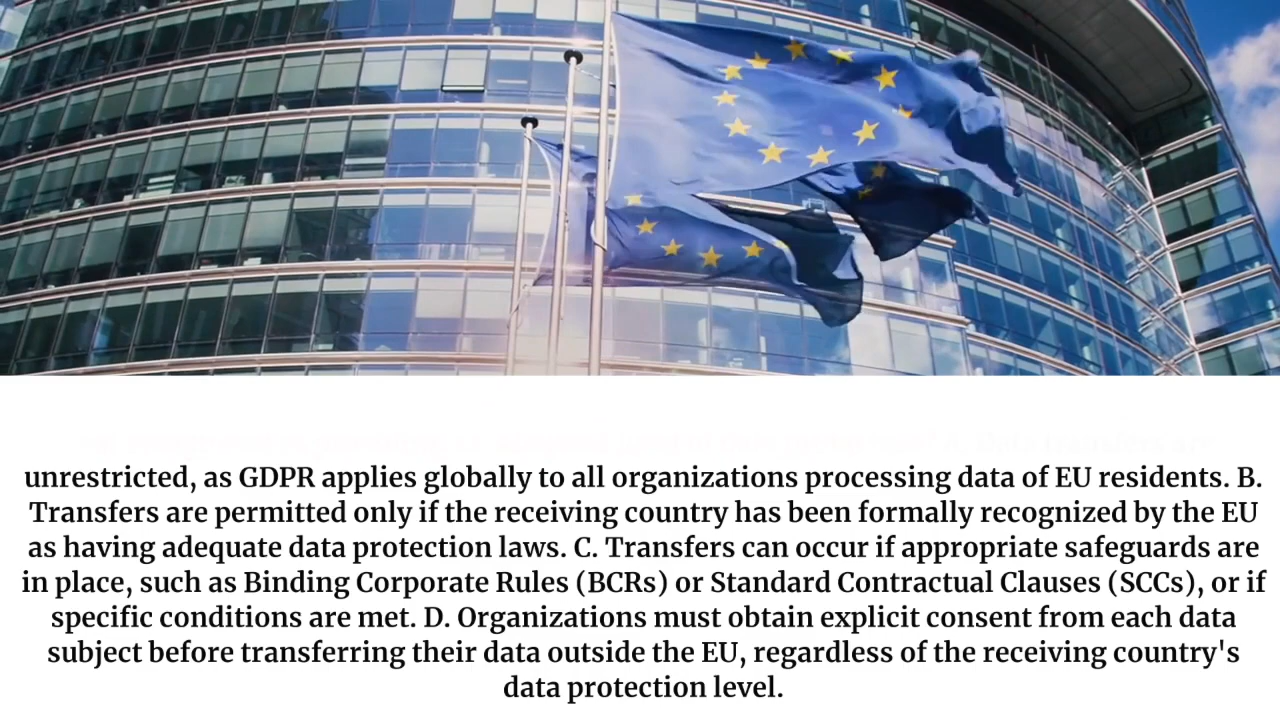 unrestricted, as GDPR applies globally to all organizations processing data of EU residents. B.
Transfers are permitted only if the receiving country has been formally recognized by the EU
as having adequate data protection laws. C. Transfers can occur if appropriate safeguards are
in place, such as Binding Corporate Rules (BCRs) or Standard Contractual Clauses (SCCs), or if
specific conditions are met. D. Organizations must obtain explicit consent from each data
subject before transferring their data outside the EU, regardless of the receiving country's
data protection level.